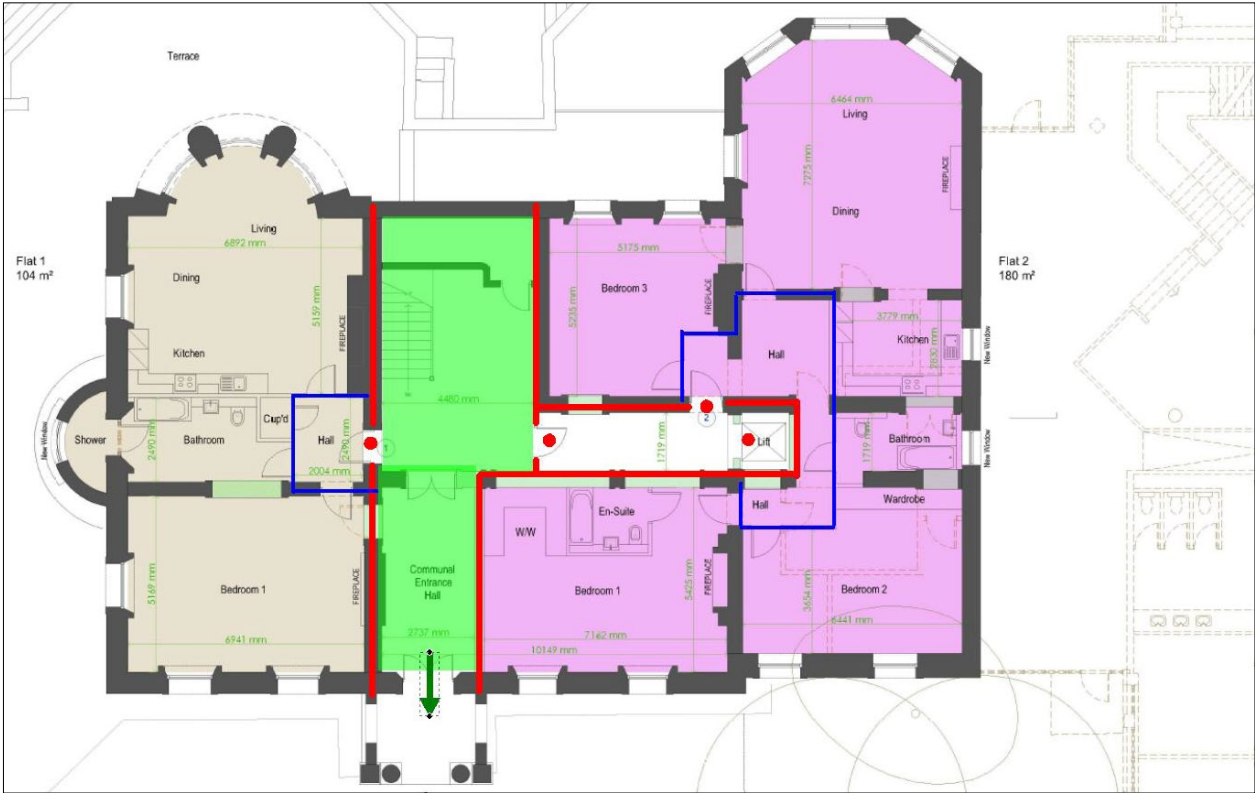 Terrace
6464 mm
Living
7275 mm
FIREPLACE
Dining
Living
6892 mm
Flat 1
104 m²
Dining
5159 mm
FIREPLACE
Kitchen
5175 mm
Bedroom 3
5235 mm
FIREPLACE
Flat 2
180 m²
3779 mm
Kitchen
2830 mm
New Window
Hall
4480 mm
Cup'd
New Window
Shower
2490 mm
Bathroom
Hall
2490 mm
2004 mm
1
2
1719 mm
Lift
1719 mm
Bathroom
New Window
Wardrobe
Hall
En-Suite
W/W
Bedroom 1
5169 mm
FIREPLACE
6941 mm
Communal
Entrance
Hall
2737 mm
Bedroom 1
5425 mm
FIREPLACE
7162 mm
10149 mm
3654 mm
Bedroom 2
6441 mm